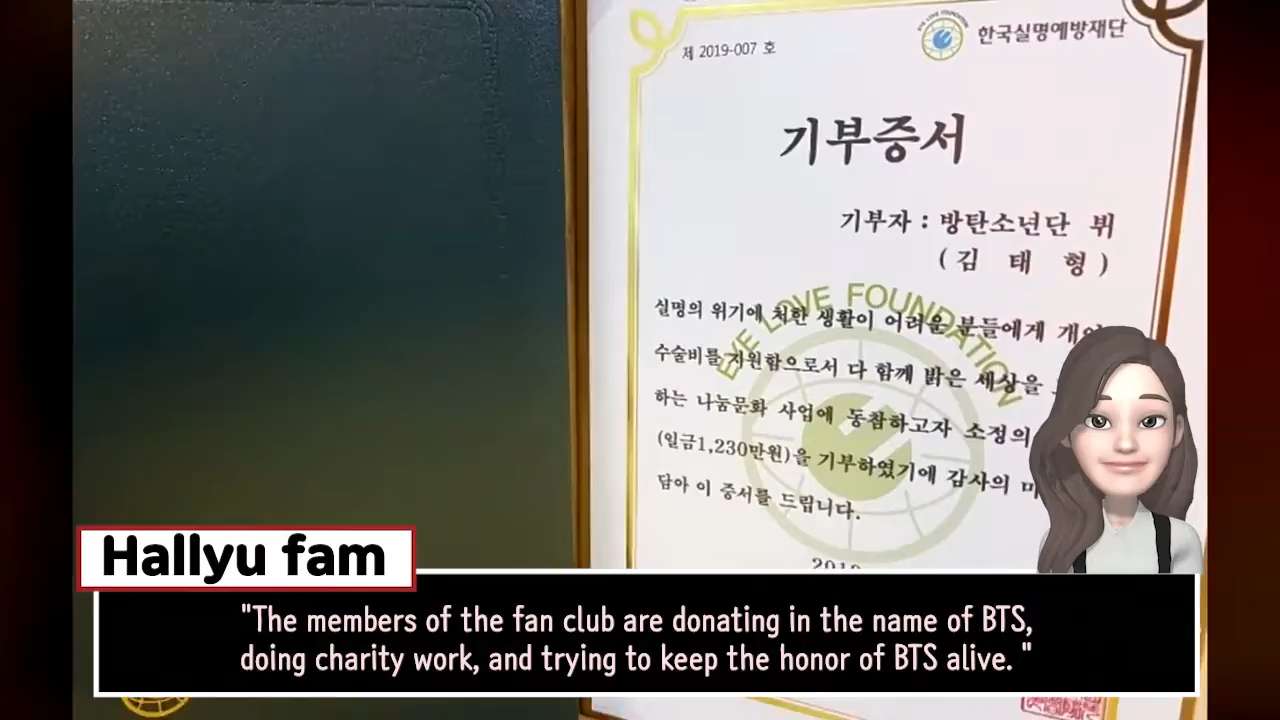 제 2019-007 호
EYE LOVE FOUNDATION
한국실명예방재단
기부증서
기부자 : 방탄소년단 뷔
( 김 태 형 )
EYE LOVE FOUNDATION
실명의 위기에 처한 생활이 어려운 분들에게
수술비를 지원함으로서 다 함께 밝은 세상을
하는 나눔문화 사업에 동참하고자 소정의
(일금1,230만원)을 기부하였기에 감사의
담아 이 증서를 드립니다.
2019
Hallyu fam
"The members of the fan club are donating in the name of BTS,
doing charity work, and trying to keep the honor of BTS alive. "